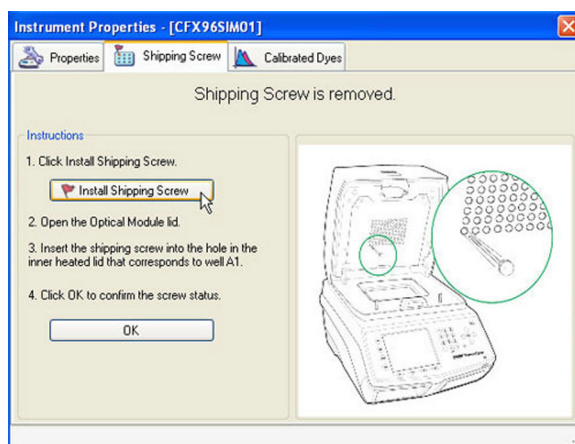 Instrument Properties - [CFX96SIM01]
Properties
Shipping Screw
Calibrated Dyes
Shipping Screw is removed.
Instructions
1. Click Install Shipping Screw.
Install Shipping Screw
2. Open the Optical Module lid.
3. Insert the shipping screw into the hole in the
inner heated lid that corresponds to well A1.
4. Click OK to confirm the screw status.
OK